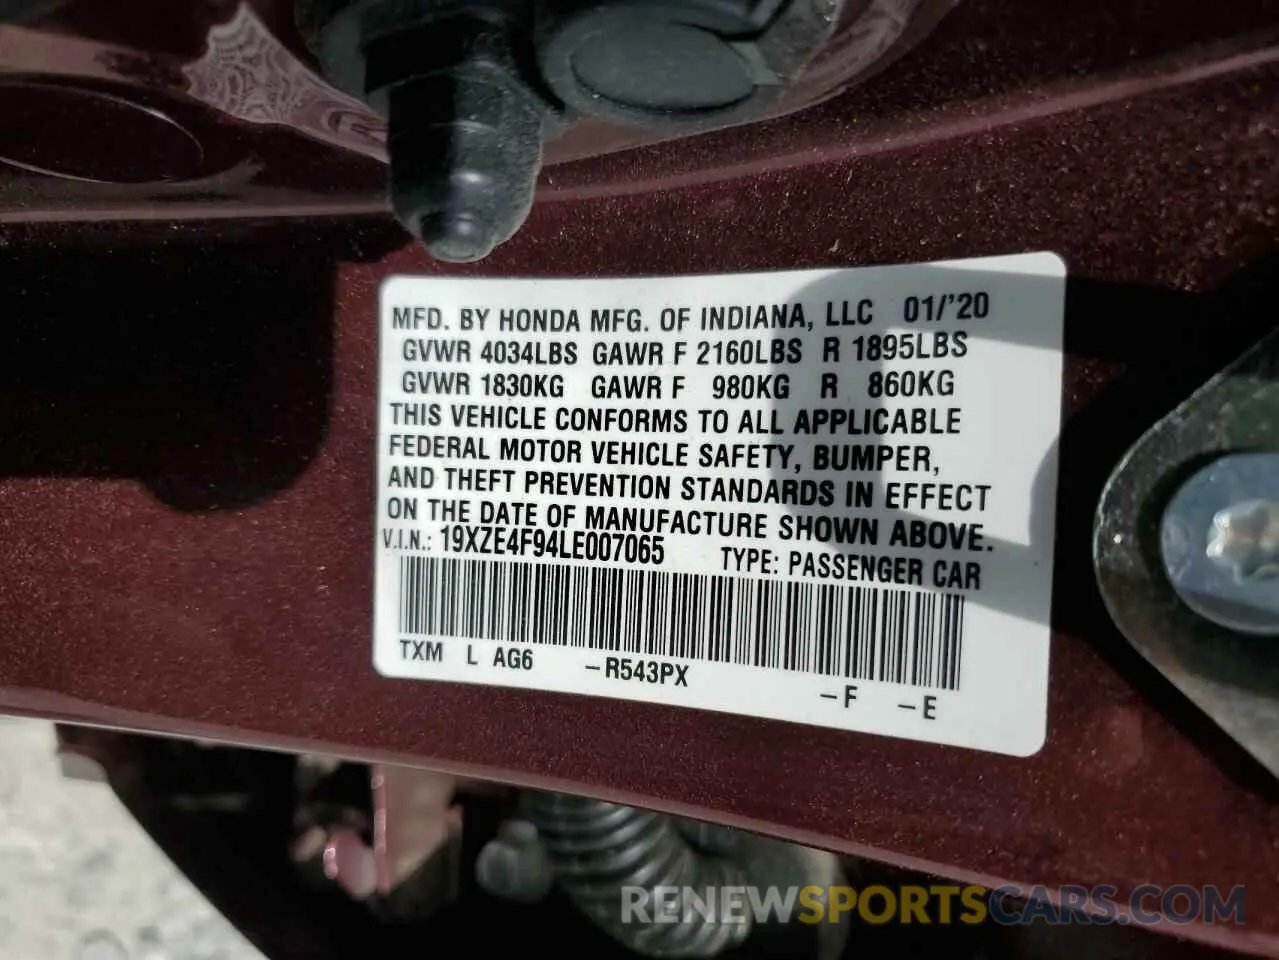 MFD. BY HONDA MFG. OF INDIANA, LLC 01/'20
GVWR 4034LBS GAWR F 2160LBS R 1895LBS
GVWR 1830KG GAWR F 980KG R 860KG
THIS VEHICLE CONFORMS TO ALL APPLICABLE
FEDERAL MOTOR VEHICLE SAFETY, BUMPER,
AND THEFT PREVENTION STANDARDS IN EFFECT
ON THE DATE OF MANUFACTURE SHOWN ABOVE.
V.I.N.: 19XZE4F94LE007065 TYPE: PASSENGER CAR
TXM L AG6 -R543PX -F -E
RENEWSPORTSCARS.COM